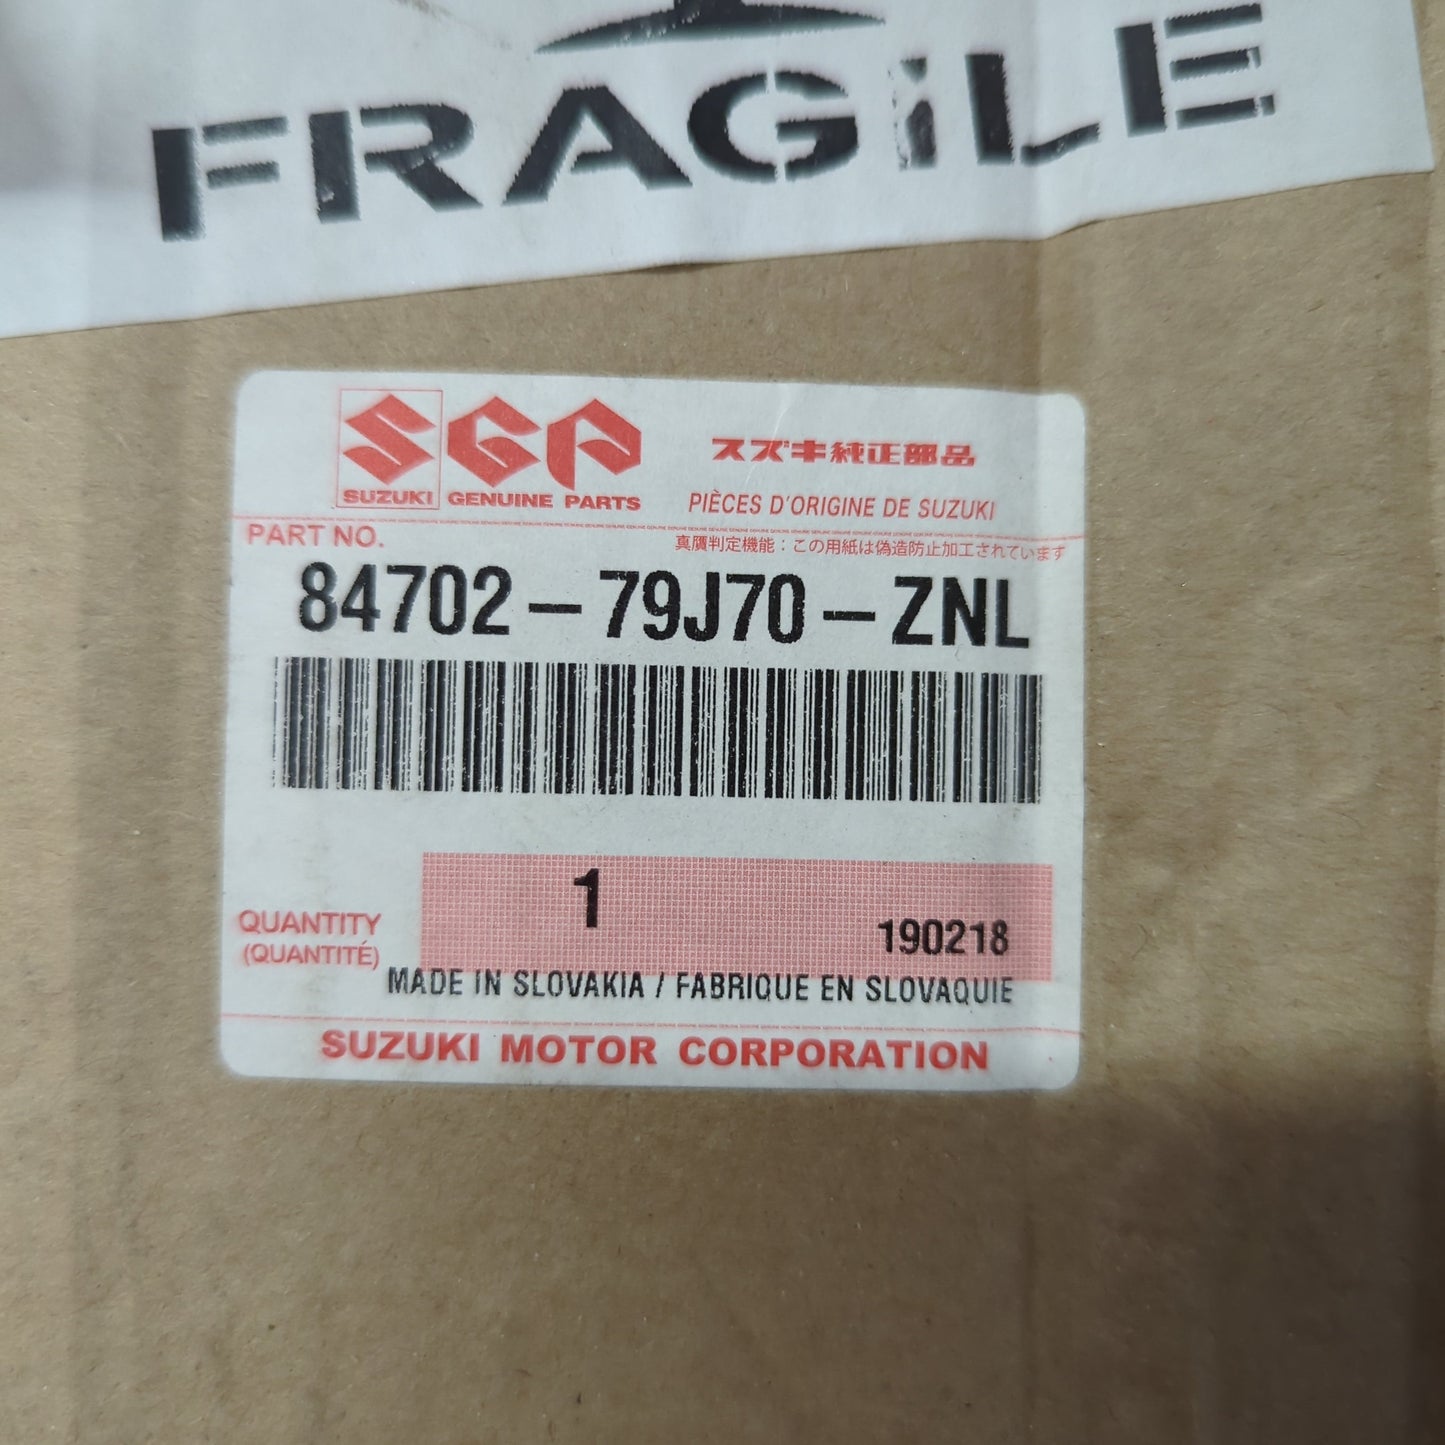 FRAGiLE
SGP
SUZUKI GENUINE PARTS
スズキ純正部品
PIÈCES D'ORIGINE DE SUZUKI
PART NO.
真贋判定機能：この用紙は偽造防止加工されています
84702-79J70-ZNL
1
QUANTITY
(QUANTITÉ)
190218
MADE IN SLOVAKIA / FABRIQUE EN SLOVAQUIE
SUZUKI MOTOR CORPORATION